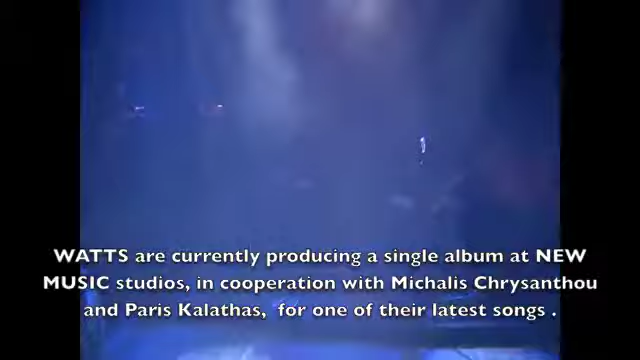 WATTS are currently producing a single album at NEW
MUSIC studios, in cooperation with Michalis Chrysanthou
and Paris Kalathas,  for one of their latest songs .